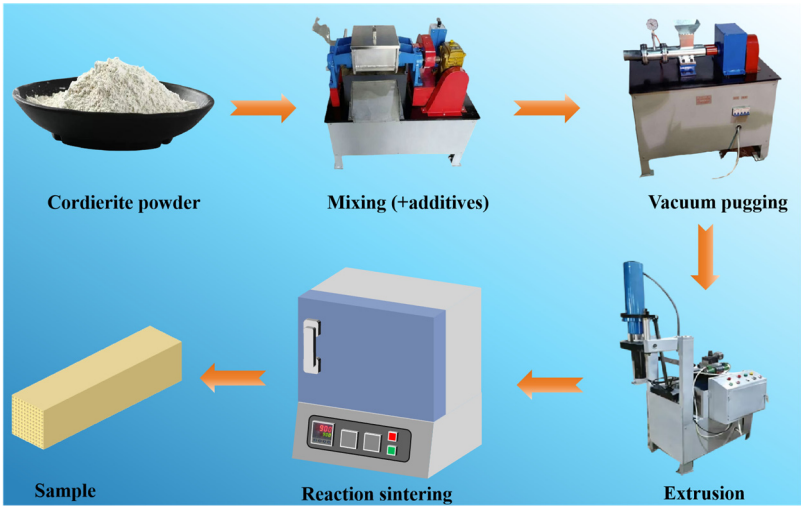 Cordierite powder
Mixing (+additives)
Vacuum pugging
Sample
Reaction sintering
Extrusion